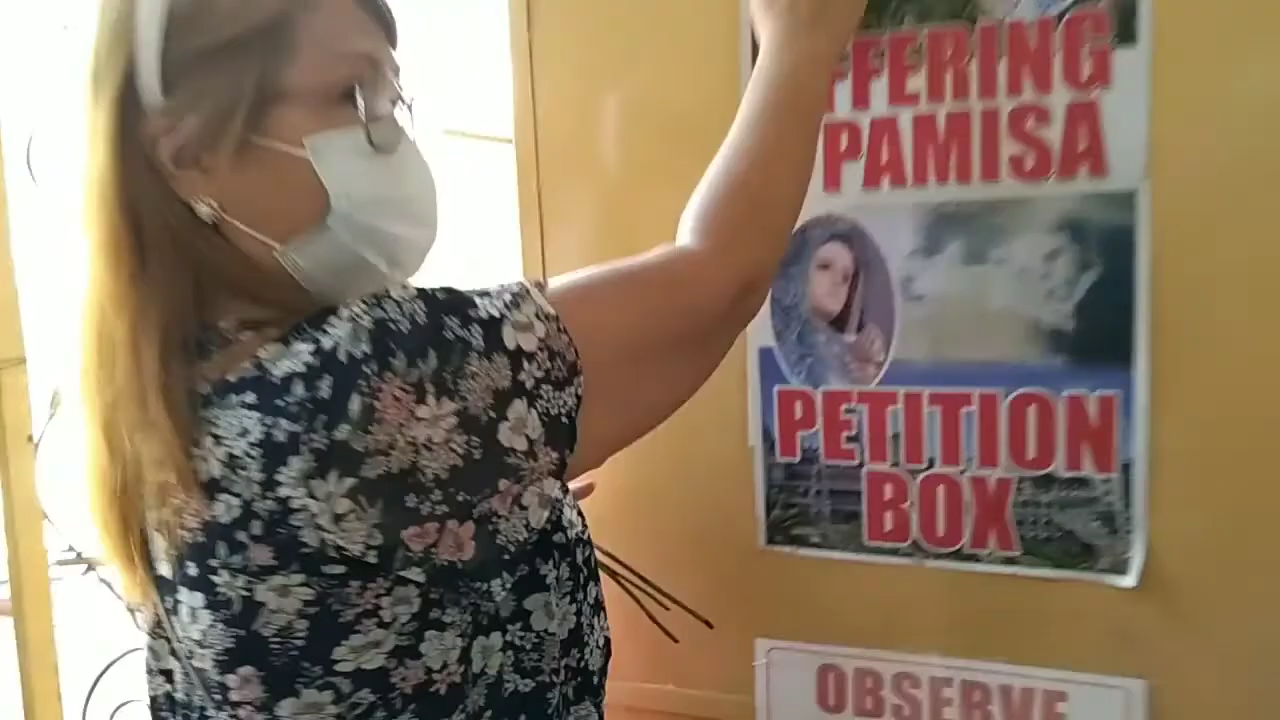 FFERING
PAMISA
PETITION
BOX
OBSERVE